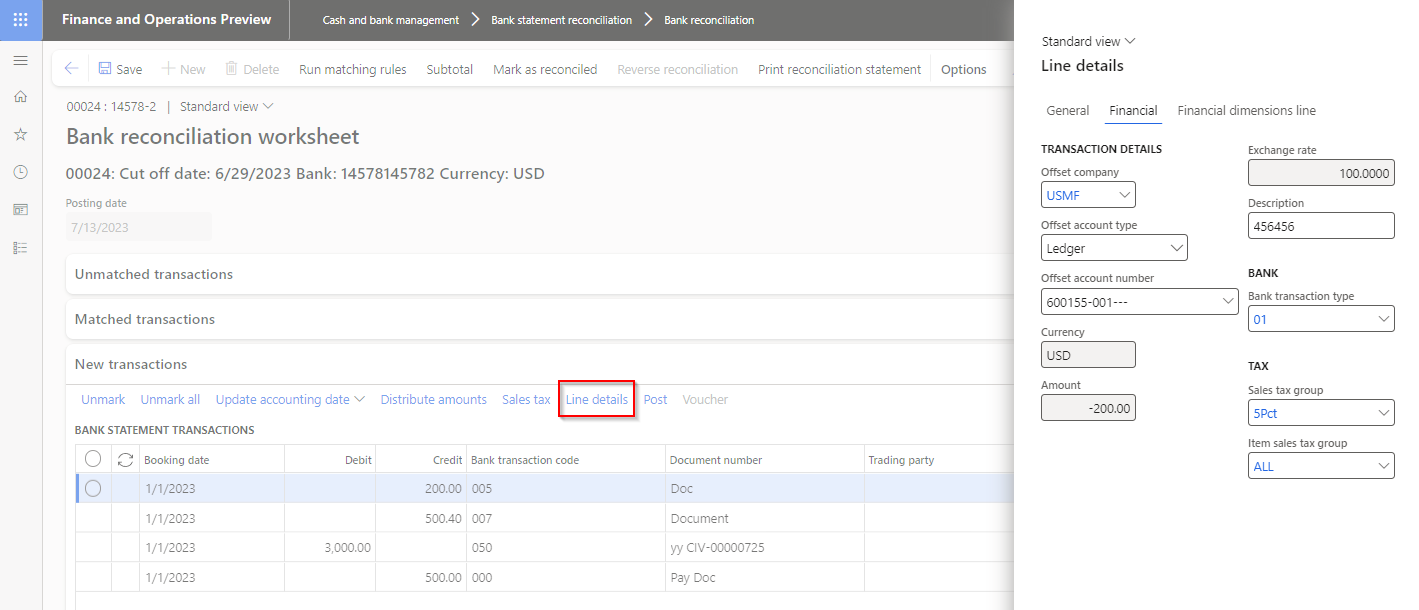 Finance and Operations Preview
Cash and bank management > Bank statement reconciliation > Bank reconciliation
Save New Delete Run matching rules Subtotal Mark as reconciled Reverse reconciliation Print reconciliation statement Options
00024 : 14578-2 | Standard view
Bank reconciliation worksheet
00024: Cut off date: 6/29/2023 Bank: 14578145782 Currency: USD
Posting date
7/13/2023
Unmatched transactions
Matched transactions
New transactions
Unmark Unmark all Update accounting date Distribute amounts Sales tax Line details Post Voucher
BANK STATEMENT TRANSACTIONS
Booking date Debit Credit Bank transaction code Document number Trading party
1/1/2023 200.00 005 Doc
1/1/2023 500.40 007 Document
1/1/2023 3,000.00 050 yy CIV-00000725
1/1/2023 500.00 000 Pay Doc
Standard view
Line details
General Financial Financial dimensions line
TRANSACTION DETAILS
Offset company
USMF
Offset account type
Ledger
Offset account number
600155-001---
Currency
USD
Amount
-200.00
Exchange rate
100.0000
Description
456456
BANK
Bank transaction type
01
TAX
Sales tax group
5Pct
Item sales tax group
ALL